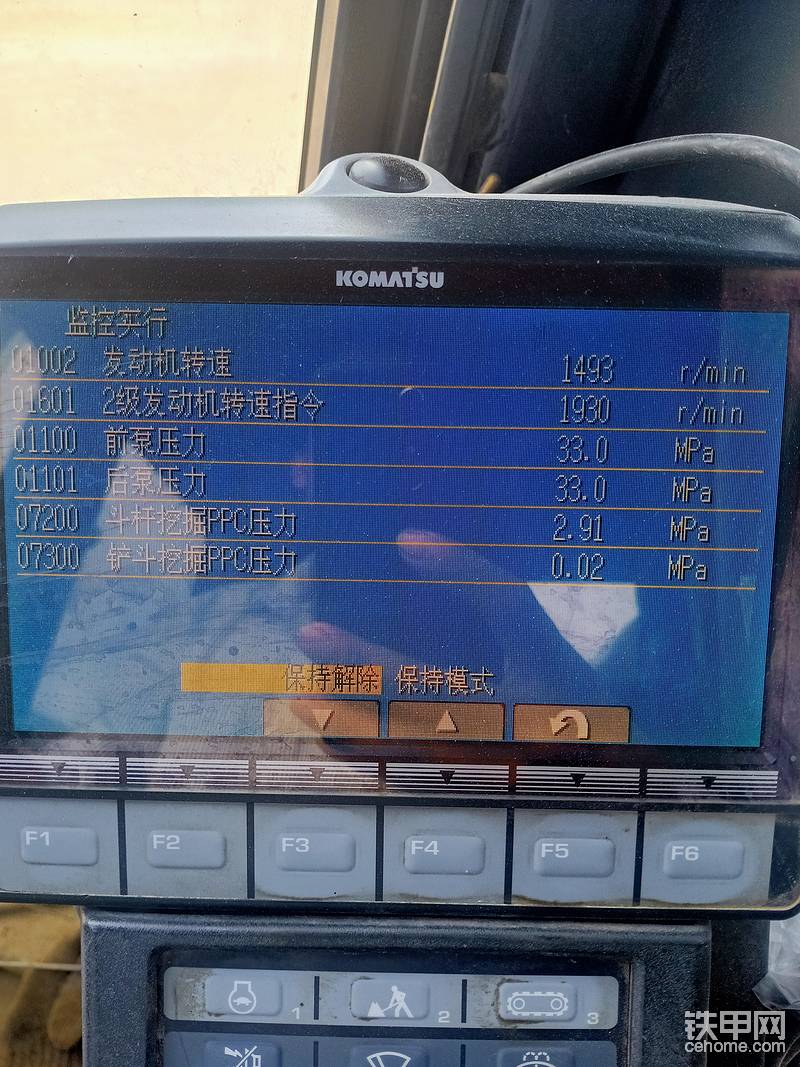 KOMATSU
监控实行
01002 发动机转速 1493 r/min
01601 2级发动机转速指令 1930 r/min
01100 前泵压力 33.0 MPa
01101 后泵压力 33.0 MPa
07200 斗杆挖掘PPC压力 2.91 MPa
07300 铲斗挖掘PPC压力 0.02 MPa
保持解除 保持模式
F1 F2 F3 F4 F5 F6
1 2 3
铁甲网
cehome.com